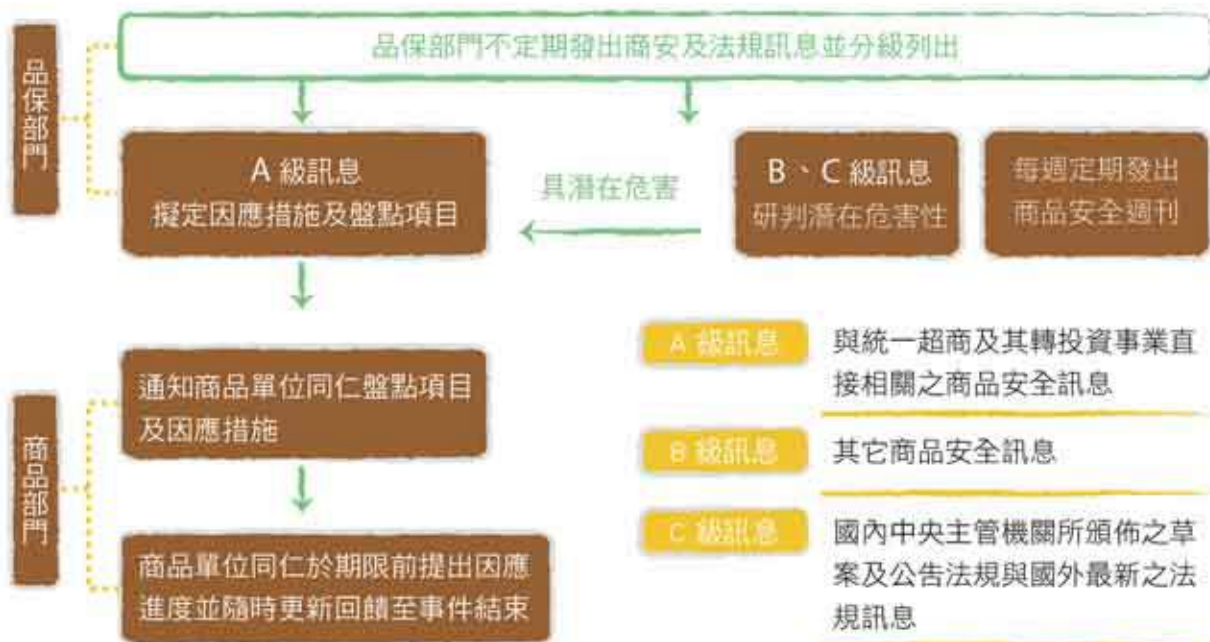 品保部門
品保部門不定期發出商安及法規訊息並分級列出
A 級訊息
擬定因應措施及盤點項目
具潛在危害
B、C 級訊息
研判潛在危害性
每週定期發出
商品安全週刊
商品部門
通知商品單位同仁盤點項目
及因應措施
商品單位同仁於期限前提出因應
進度並隨時更新回饋至事件結束
A 級訊息
與統一超商及其轉投資事業直
接相關之商品安全訊息
B 級訊息
其它商品安全訊息
C 級訊息
國內中央主管機關所頒佈之草
案及公告法規與國外最新之法
規訊息